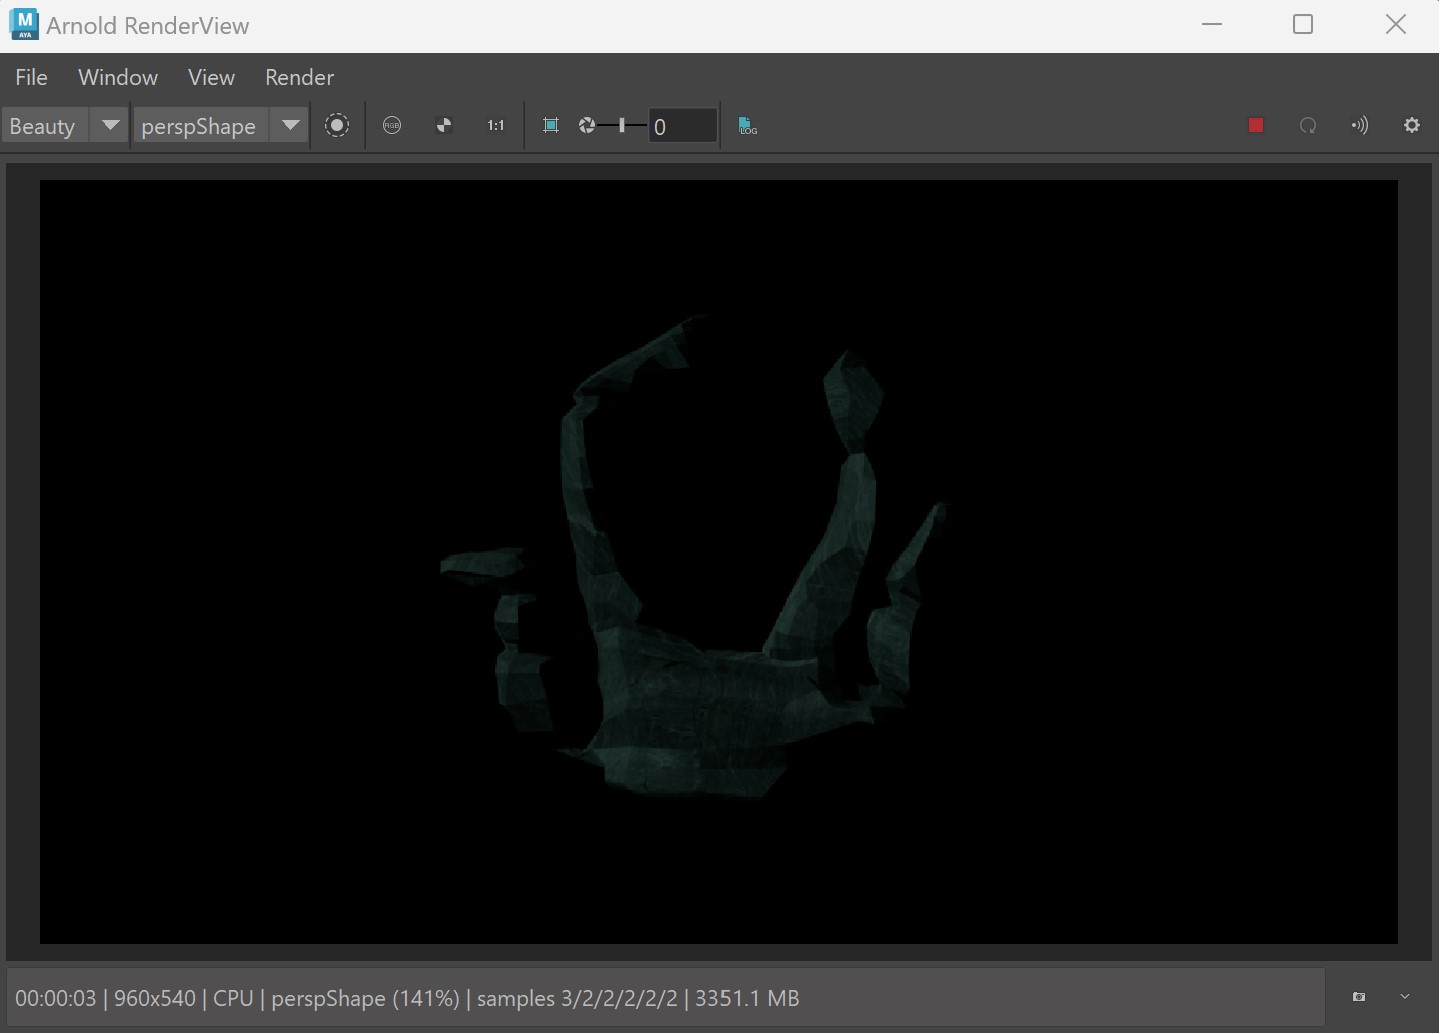 M
AYA
Arnold RenderView
File Window View Render
Beauty perspShape RGB 1:1 0 LOG
00:00:03 | 960x540 | CPU | perspShape (141%) | samples 3/2/2/2/2/2 | 3351.1 MB